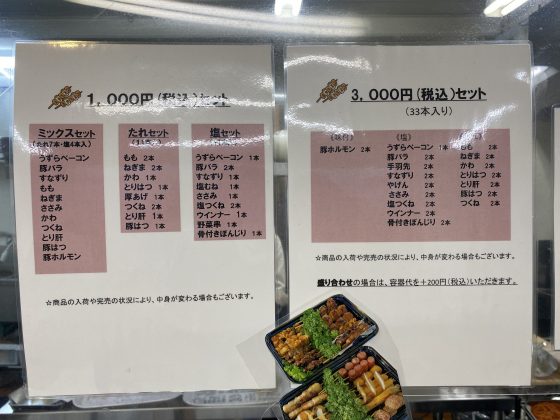 1,000円(税込)セット
ミックスセット
(たれ7本・塩4本入)
うずらベーコン
豚バラ
すなずり
もも
ねぎま
ささみ
かわ
つくね
とり肝
豚はつ
豚ホルモン
たれセット
もも 2本
ねぎま 2本
かわ 1本
とりはつ 1本
厚あげ 1本
つくね 2本
とり肝 1本
豚はつ 1本
塩セット
うずらベーコン 1本
豚バラ 2本
すなずり 1本
塩むね 1本
ささみ 1本
塩つくね 2本
ウインナー 1本
野菜串 1本
骨付きぼんじり 1本
☆商品の入荷や完売の状況により、中身が変わる場合もございます。
3,000円(税込)セット
(33本入り)
(味付)
豚ホルモン 2本
(塩)
うずらベーコン 1本
豚バラ 2本
手羽先 2本
すなずり 2本
やげん 2本
ささみ 2本
塩つくね 2本
ウインナー 2本
骨付きぼんじり 2本
もも 2本
ねぎま 2本
かわ 2本
つくね 2本
とりはつ 2本
とり肝 2本
豚はつ 2本
☆商品の入荷や完売の状況により、中身が変わる場合もございます。
盛り合わせの場合は、容器代を+200円(税込)いただきます。